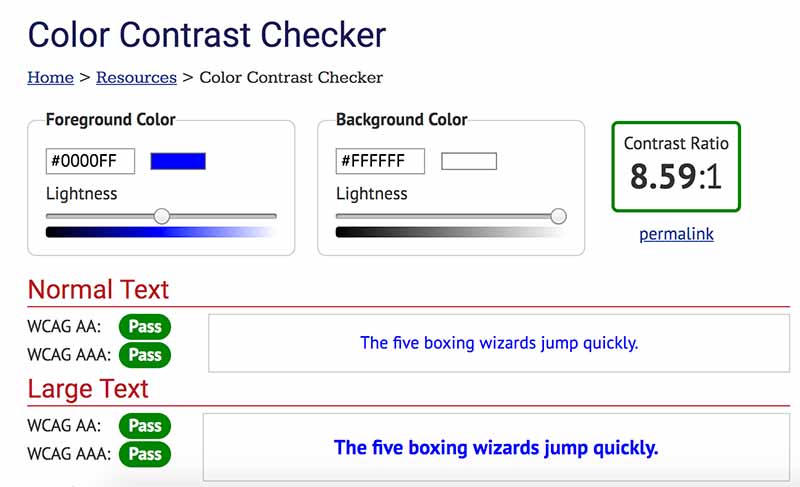 Color Contrast Checker
Home > Resources > Color Contrast Checker
Foreground Color
#0000FF
Lightness
Background Color
#FFFFFF
Lightness
Contrast Ratio
8.59:1
permalink
Normal Text
WCAG AA: Pass
WCAG AAA: Pass
The five boxing wizards jump quickly.
Large Text
WCAG AA: Pass
WCAG AAA: Pass
The five boxing wizards jump quickly.